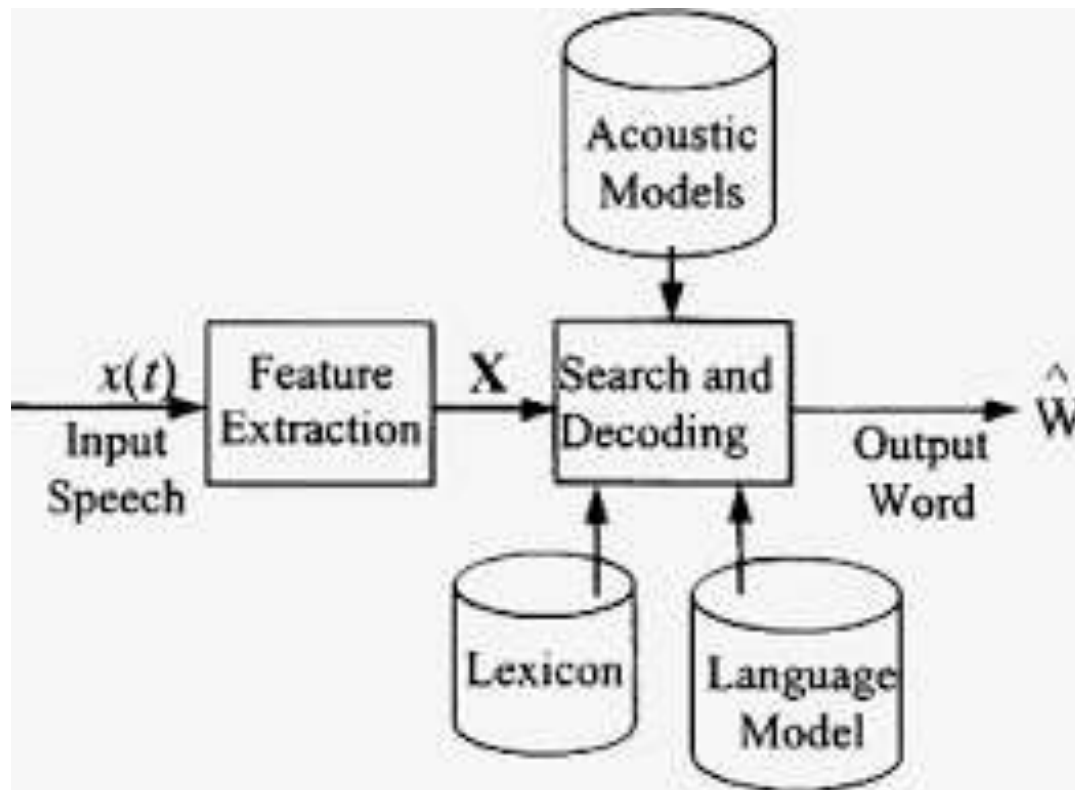 Acoustic
Models
x(t)
Input
Speech
Feature
Extraction
X
Search and
Decoding
Ŵ
Output
Word
Lexicon
Language
Model